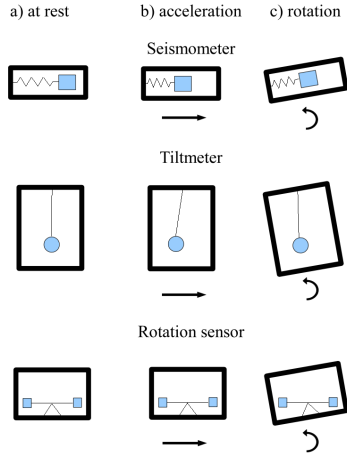 a) at rest b) acceleration c) rotation
Seismometer
Tiltmeter
Rotation sensor